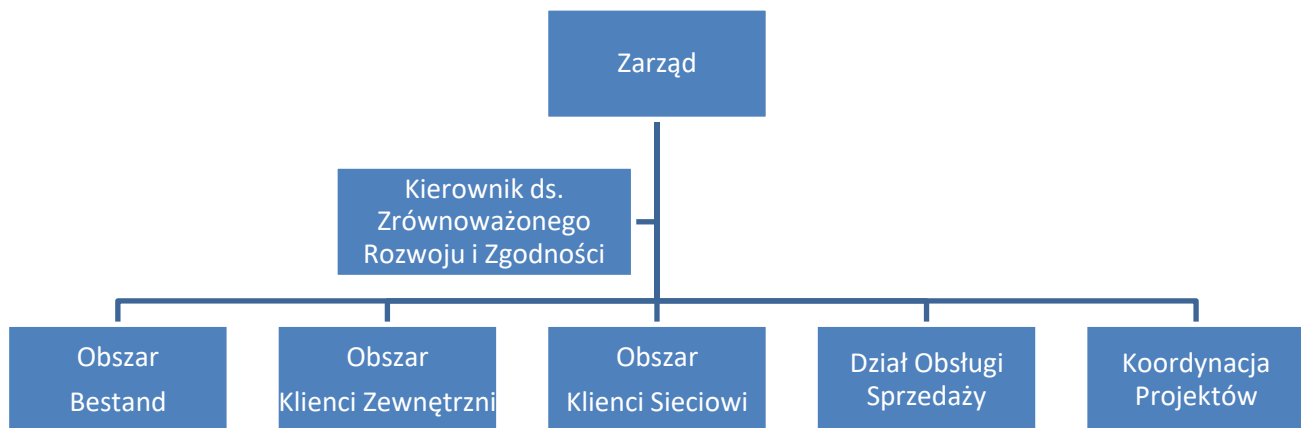 Zarząd
Kierownik ds.
Zrównoważonego
Rozwoju i Zgodności
Obszar
Bestand
Obszar
Klienci Zewnętrzni
Obszar
Klienci Sieciowi
Dział Obsługi
Sprzedaży
Koordynacja
Projektów